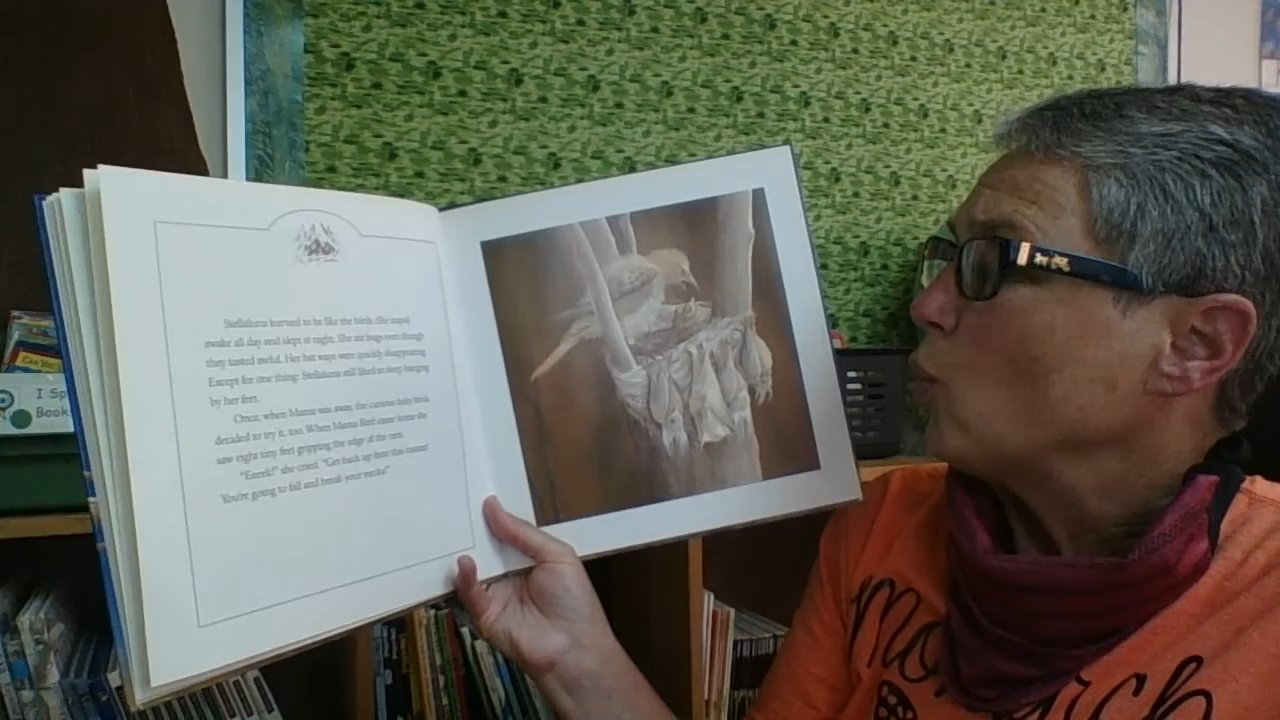 Stellaluna learned to be like the birds. She stayed
awake all day and slept at night. She ate bugs even though
they tasted awful. Her bat ways were quickly disappearing.
Except for one thing: Stellaluna still liked to sleep hanging
by her feet.
Once, when Mama was away, the curious baby birds
decided to try it, too. When Mama Bird came home she
saw eight tiny feet gripping the edge of the nest.
"Eeeek!" she cried. "Get back up here this instant!
You're going to fall and break your necks!"
I Sp
Book